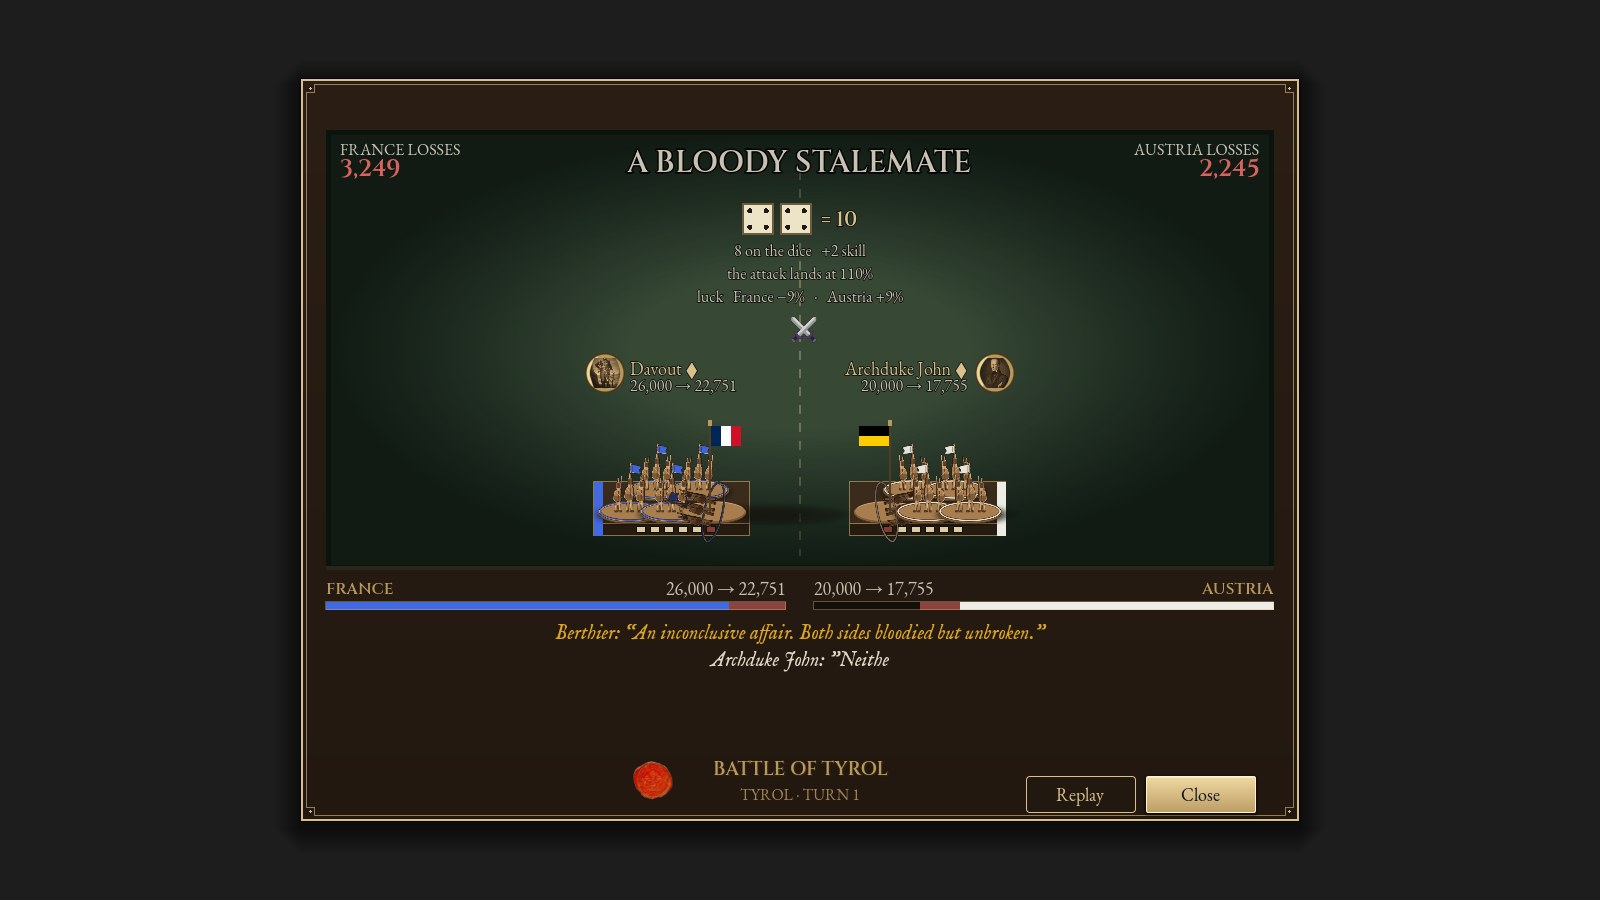 FRANCE LOSSES
3,249
A BLOODY STALEMATE
AUSTRIA LOSSES
2,245
= 10
8 on the dice +2 skill
the attack lands at 110%
luck France −9% · Austria +9%
Davout ♦
26,000 → 22,751
Archduke John ♦
20,000 → 17,755
FRANCE
26,000 → 22,751
20,000 → 17,755
AUSTRIA
Berthier: “An inconclusive affair. Both sides bloodied but unbroken.”
Archduke John: ”Neithe
BATTLE OF TYROL
TYROL · TURN 1
Replay
Close